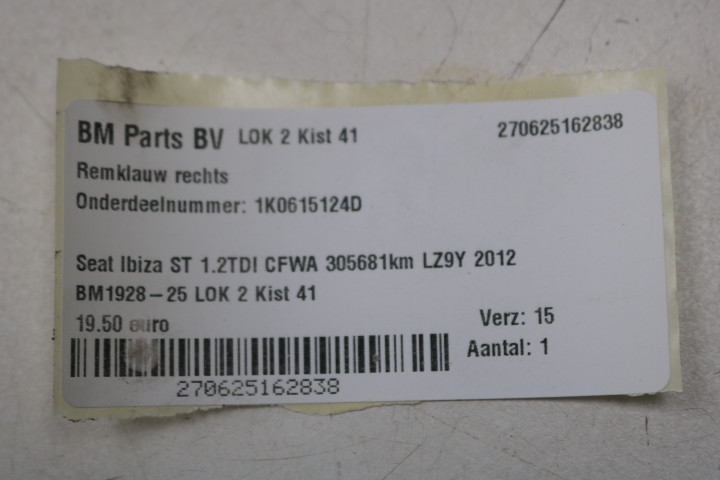 BM Parts BV LOK 2 Kist 41 270625162838
Remklauw rechts
Onderdeelnummer: 1K0615124D
Seat Ibiza ST 1.2TDI CFWA 305681km LZ9Y 2012
BM1928-25 LOK 2 Kist 41
19.50 euro Verz: 15
Aantal: 1
270625162838